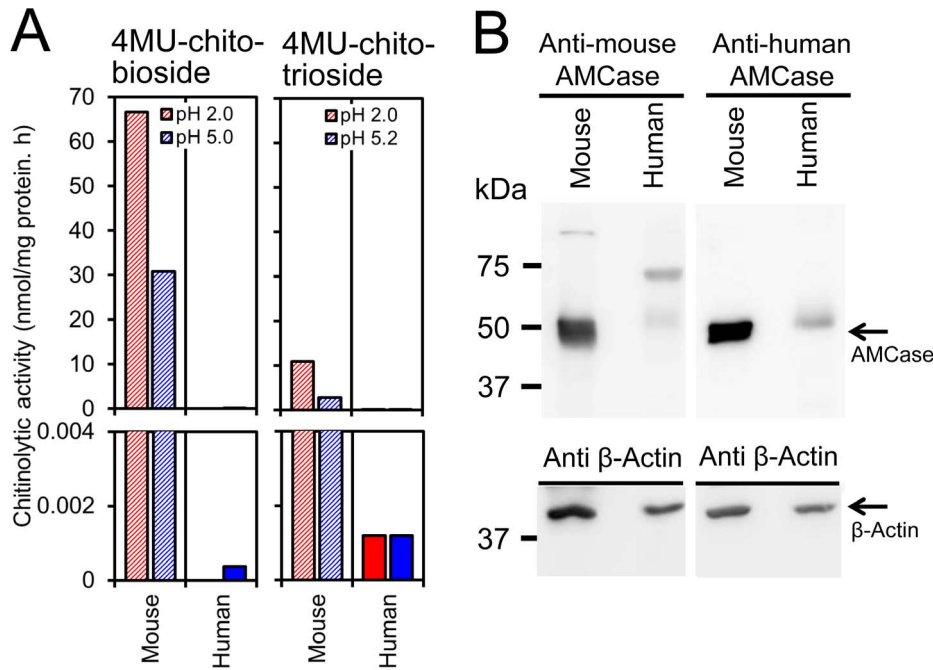 A
4MU-chito-
bioside
4MU-chito-
trioside
Chitinolytic activity (nmol/mg protein. h)
70
60
50
40
30
20
10
0
0.004
0.002
0
pH 2.0
pH 5.0
pH 2.0
pH 5.2
Mouse
Human
Mouse
Human
B
Anti-mouse
AMCase
Anti-human
AMCase
Mouse
Human
Mouse
Human
kDa
75
50
37
AMCase
Anti β-Actin
Anti β-Actin
37
β-Actin